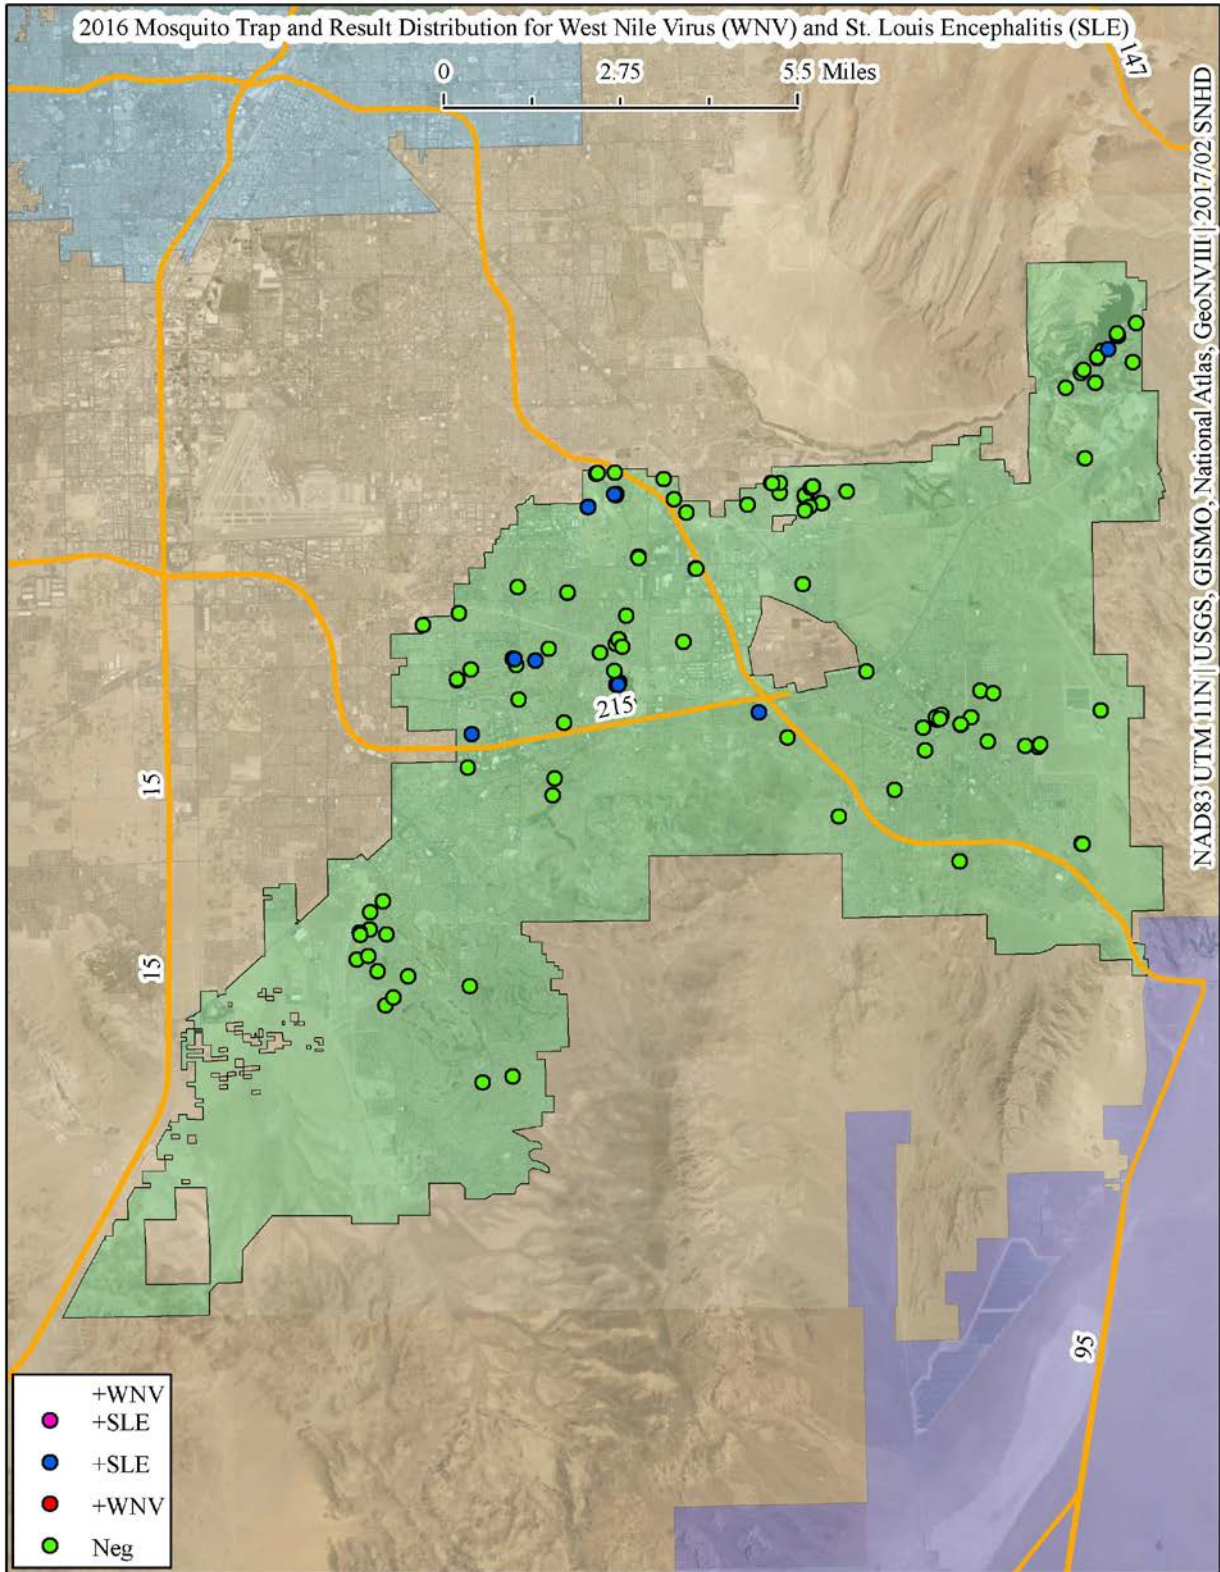 2016 Mosquito Trap and Result Distribution for West Nile Virus (WNV) and St. Louis Encephalitis (SLE)
0 2.75 5.5 Miles
147
NAD83 UTM 11N | USGS, GISMO, National Atlas, GeoNVIII | 2017/02 SNHD
215
15
15
95
+WNV
+SLE
+SLE
+WNV
Neg